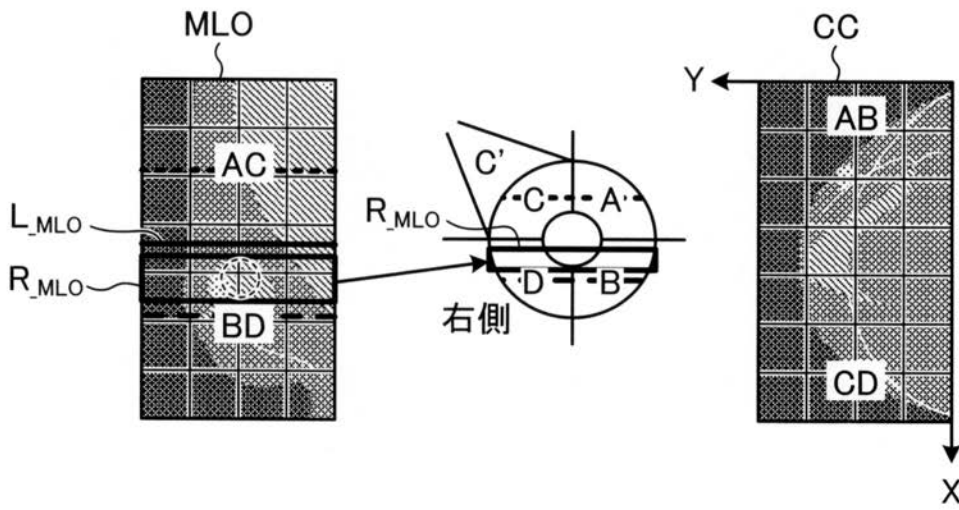 MLO
AC
L_MLO
R_MLO
BD
C'
C A
R_MLO
D B
右側
CC
Y
AB
CD
X